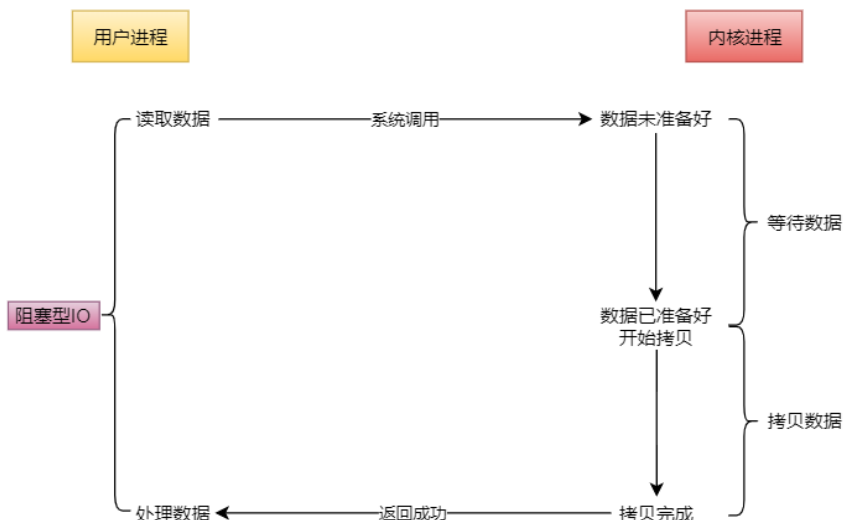 用户进程
内核进程
读取数据
系统调用
数据未准备好
等待数据
阻塞型IO
数据已准备好
开始拷贝
拷贝数据
处理数据
返回成功
拷贝完成